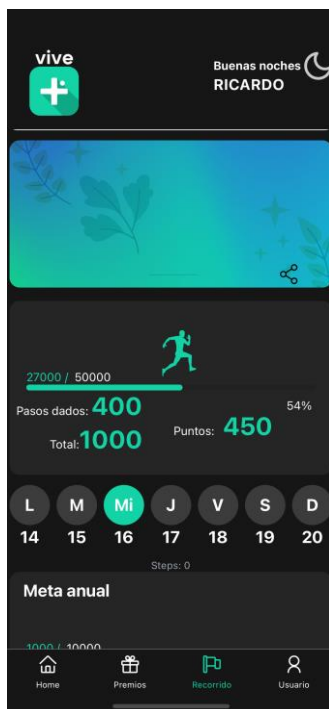 vive
Buenas noches
RICARDO
27000 / 50000
54%
Pasos dados: 400
Total: 1000
Puntos: 450
L M Mi J V S D
14 15 16 17 18 19 20
Steps: 0
Meta anual
1000 / 10000
Home Premios Recorrido Usuario